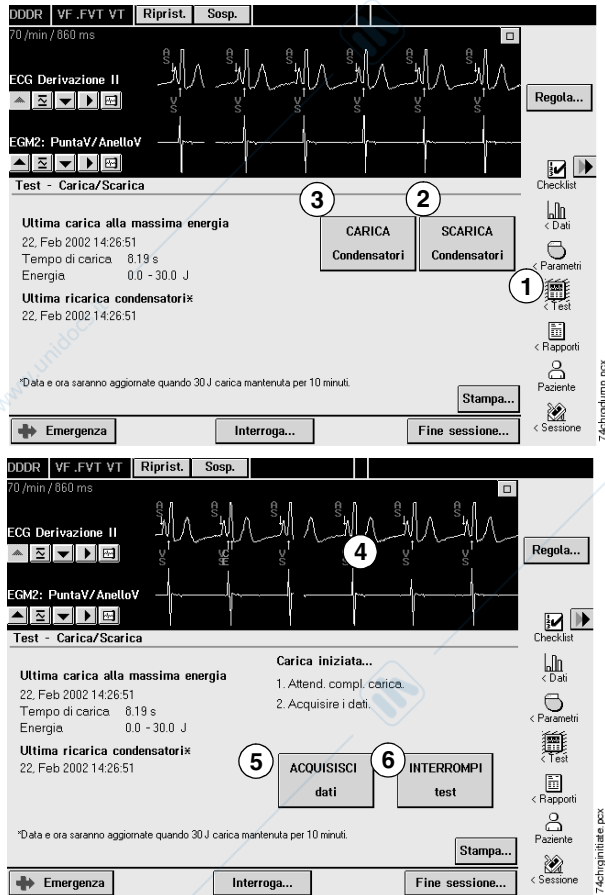 DDDR VF .FVT VT Riprist. Sosp.
70 /min / 860 ms
A S A S A S A S A S A S
ECG Derivazione II
V S V S V S V S V S V S
Regola...
EGM2: PuntaV/AnelloV
Test - Carica/Scarica
Checklist
3 2
Ultima carica alla massima energia
CARICA Condensatori
SCARICA Condensatori
< Dati
22, Feb 2002 14:26:51
Tempo di carica 8.19 s
Energia 0.0 - 30.0 J
< Parametri
1
Ultima ricarica condensatori*
22, Feb 2002 14:26:51
< Test
< Rapporti
*Data e ora saranno aggiornate quando 30 J carica mantenuta per 10 minuti.
Paziente
Stampa...
Emergenza Interroga... Fine sessione... < Sessione
74chrgdump.pcx
DDDR VF .FVT VT Riprist. Sosp.
70 /min / 860 ms
A S A S A S A S A S A S
ECG Derivazione II
4
V S C E V S V S V S V S
Regola...
EGM2: PuntaV/AnelloV
Test - Carica/Scarica
Checklist
Carica iniziata...
Ultima carica alla massima energia
1. Attend. compl. carica.
< Dati
22, Feb 2002 14:26:51
2. Acquisire i dati.
Tempo di carica 8.19 s
Energia 0.0 - 30.0 J
< Parametri
Ultima ricarica condensatori*
22, Feb 2002 14:26:51
5 6
ACQUISISCI dati
INTERROMPI test
< Test
< Rapporti
*Data e ora saranno aggiornate quando 30 J carica mantenuta per 10 minuti.
Paziente
Stampa...
Emergenza Interroga... Fine sessione... < Sessione
74chrginitiate.pcx